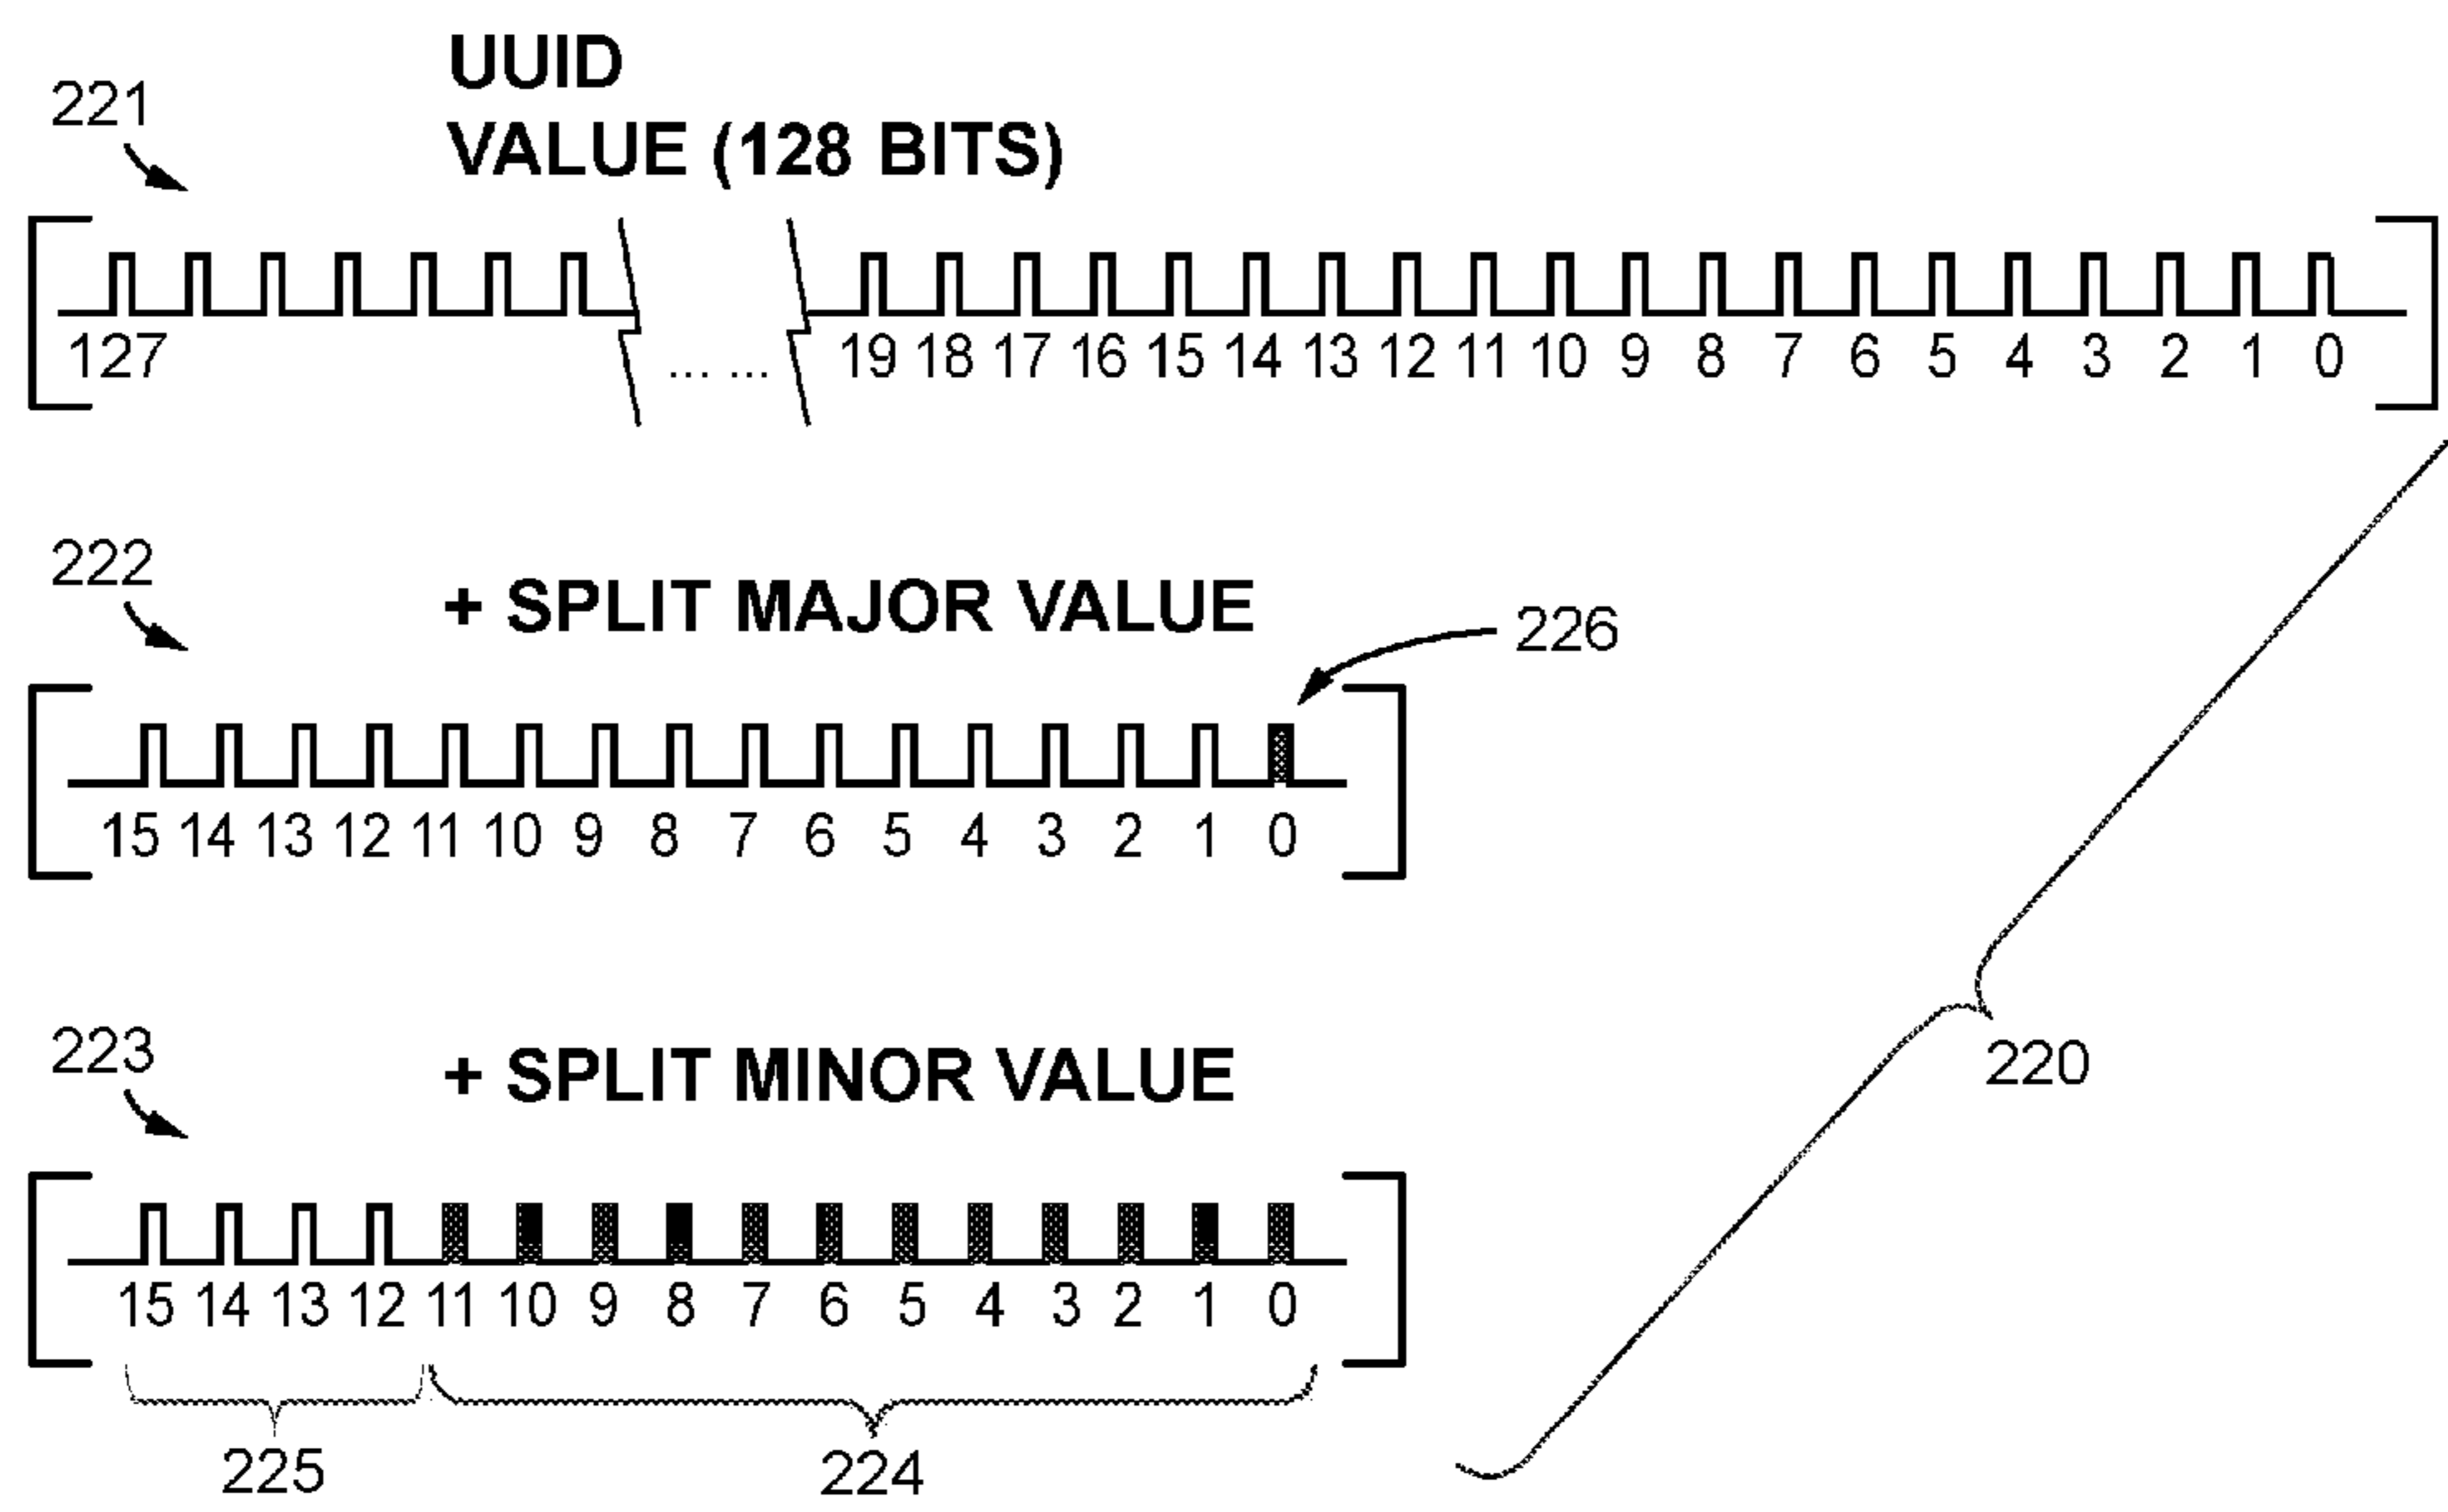 UUID
221
VALUE (128 BITS)
127 ... ... 19 18 17 16 15 14 13 12 11 10 9 8 7 6 5 4 3 2 1 0
222
+ SPLIT MAJOR VALUE
226
15 14 13 12 11 10 9 8 7 6 5 4 3 2 1 0
223
+ SPLIT MINOR VALUE
220
15 14 13 12 11 10 9 8 7 6 5 4 3 2 1 0
225 224